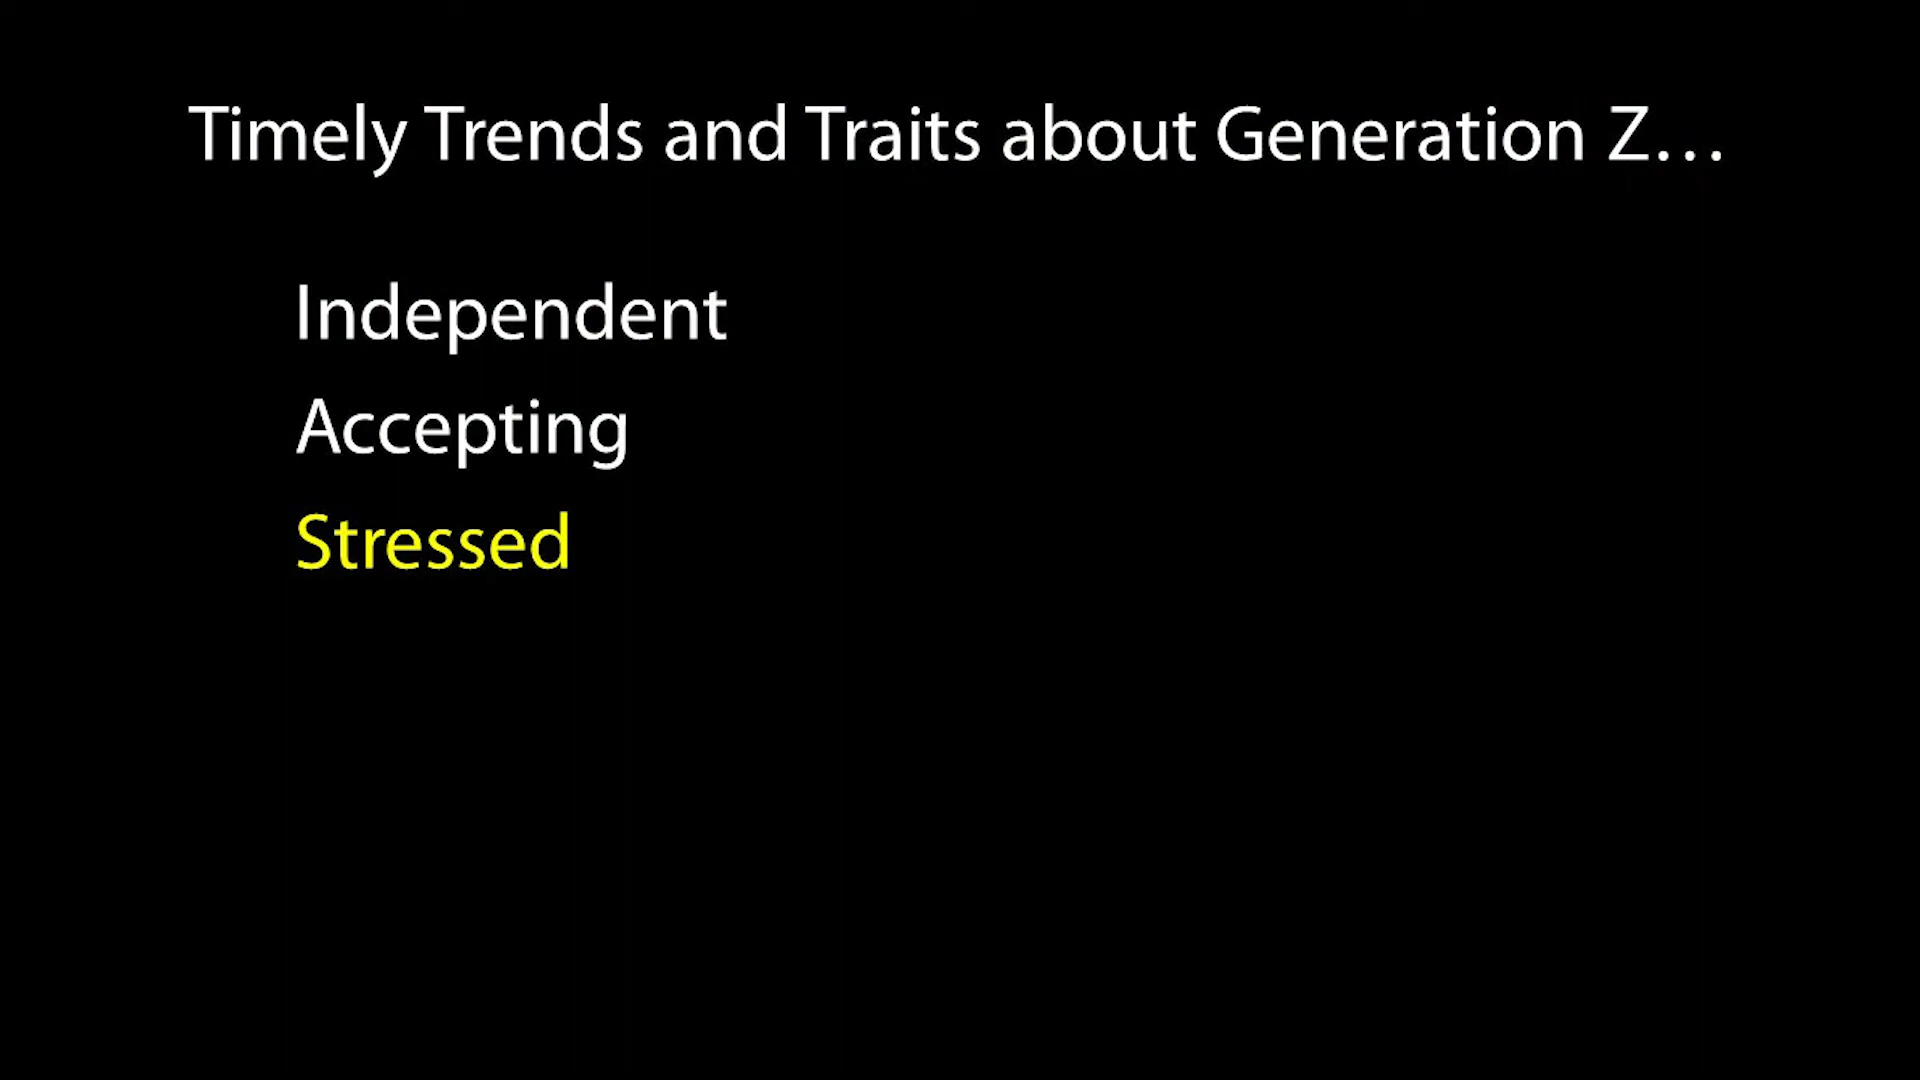 Timely Trends and Traits about Generation Z…
Independent
Accepting
Stressed